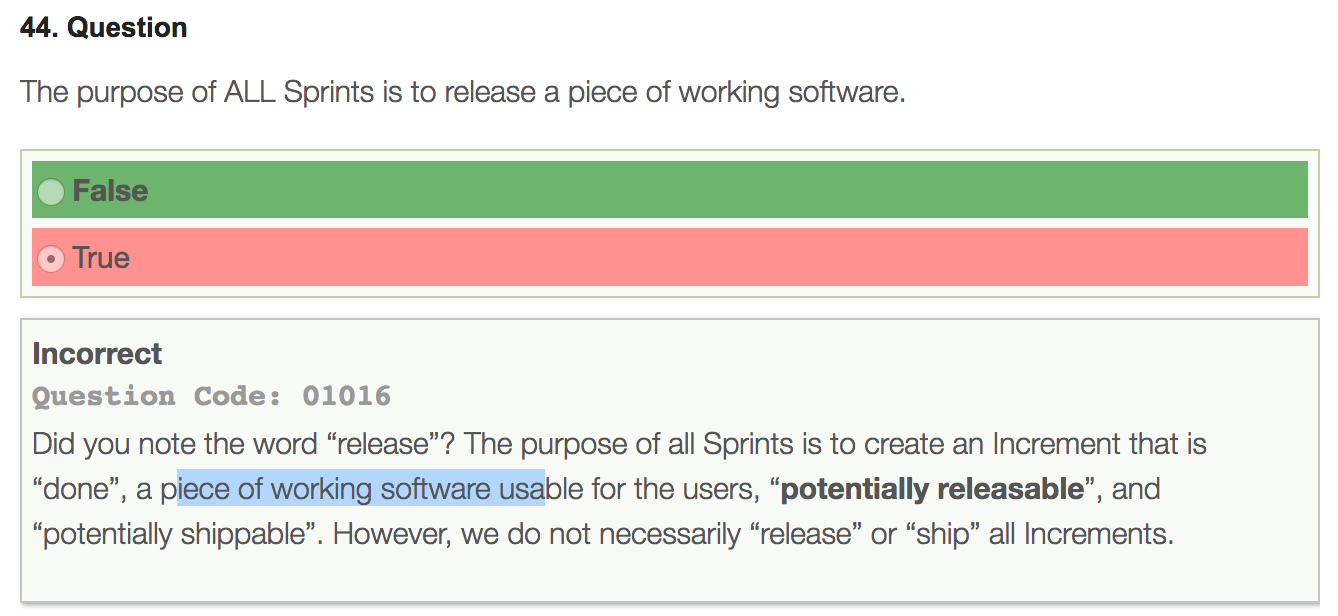 44. Question
The purpose of ALL Sprints is to release a piece of working software.
False
True
Incorrect
Question Code: 01016
Did you note the word “release”? The purpose of all Sprints is to create an Increment that is
“done”, a piece of working software usable for the users, “potentially releasable”, and
“potentially shippable”. However, we do not necessarily “release” or “ship” all Increments.